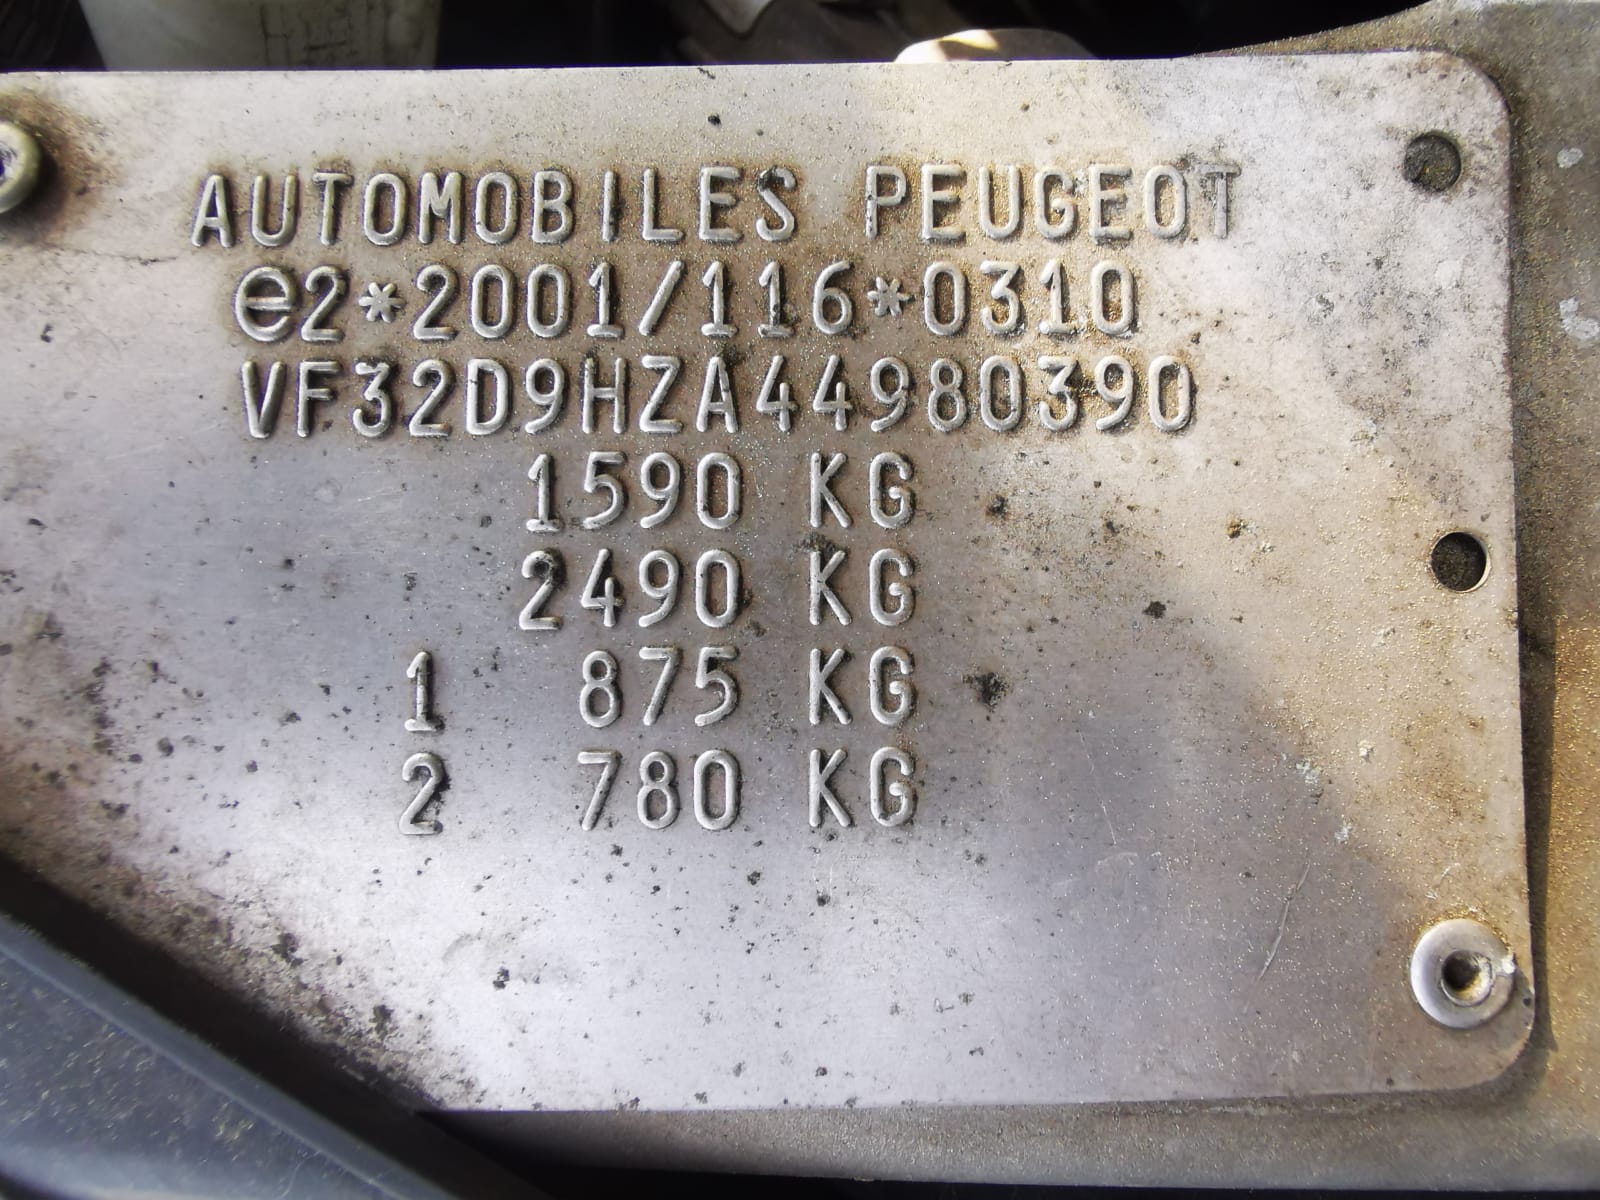 AUTOMOBILES PEUGEOT
e2*2001/116*0310
VF32D9HZA44980390
1590 KG
2490 KG
1 875 KG
2 780 KG